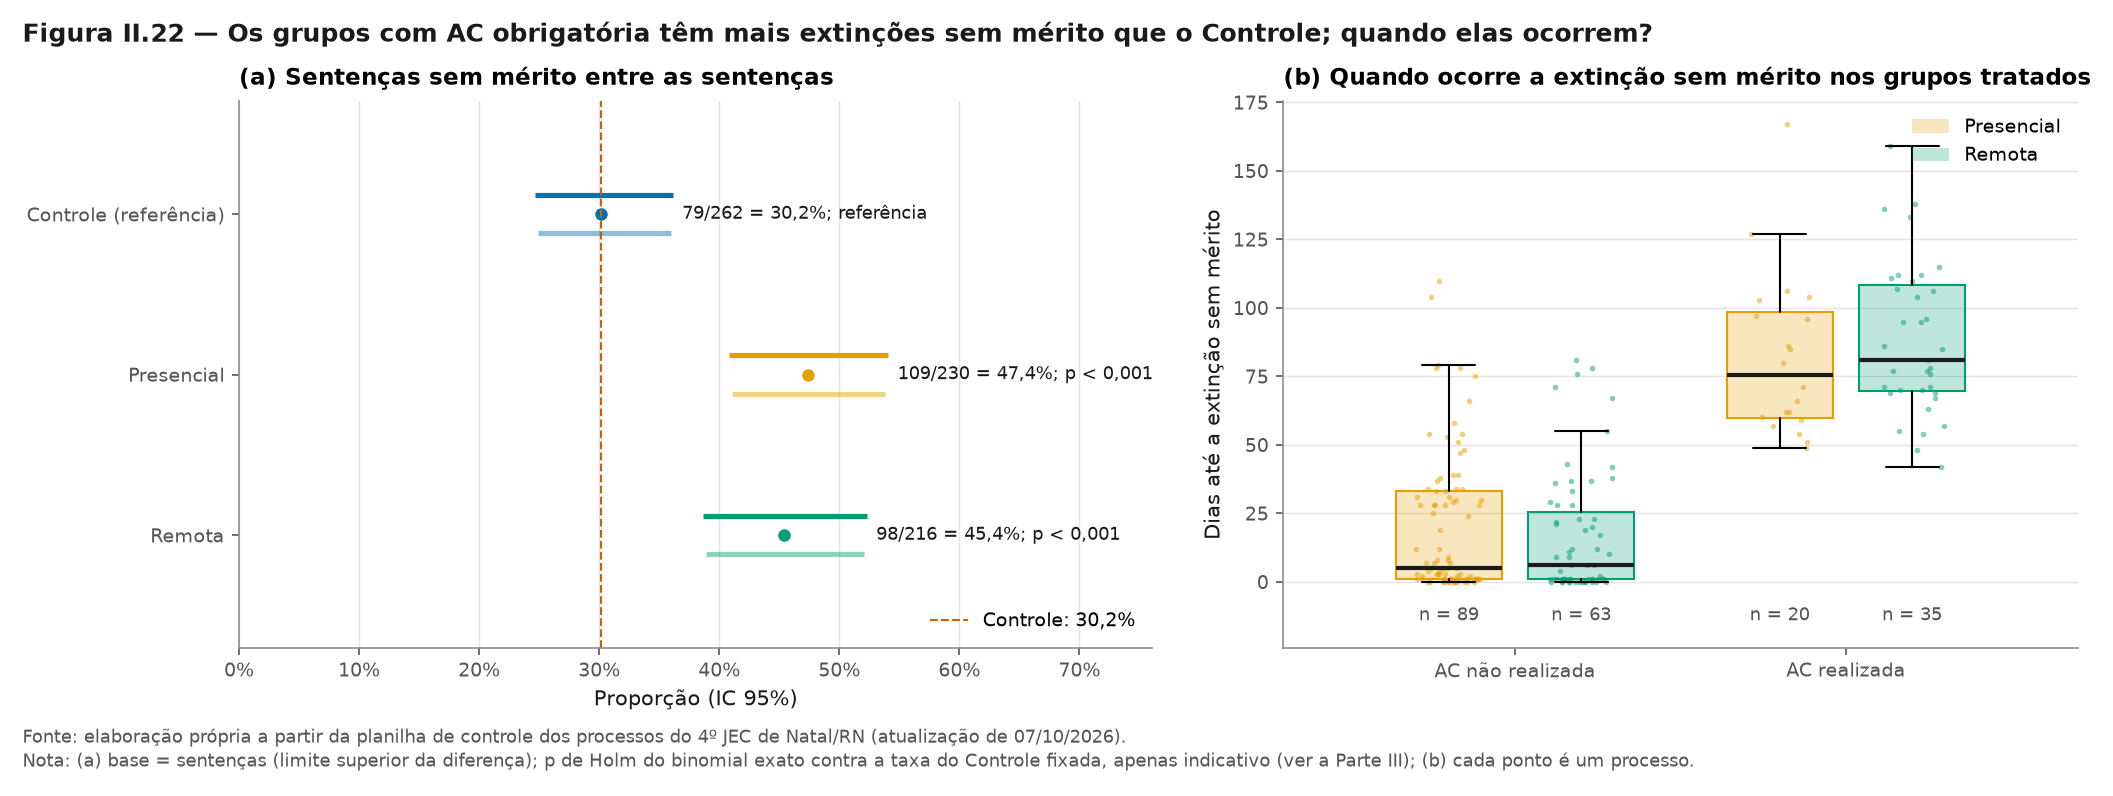 Figura II.22 — Os grupos com AC obrigatória têm mais extinções sem mérito que o Controle; quando elas ocorrem?
(a) Sentenças sem mérito entre as sentenças
Controle (referência)
79/262 = 30,2%; referência
Presencial
109/230 = 47,4%; p < 0,001
Remota
98/216 = 45,4%; p < 0,001
Controle: 30,2%
0%
10%
20%
30%
40%
50%
60%
70%
Proporção (IC 95%)
(b) Quando ocorre a extinção sem mérito nos grupos tratados
Dias até a extinção sem mérito
175
150
125
100
75
50
25
0
Presencial
Remota
n = 89
n = 63
n = 20
n = 35
AC não realizada
AC realizada
Fonte: elaboração própria a partir da planilha de controle dos processos do 4º JEC de Natal/RN (atualização de 07/10/2026).
Nota: (a) base = sentenças (limite superior da diferença); p de Holm do binomial exato contra a taxa do Controle fixada, apenas indicativo (ver a Parte III); (b) cada ponto é um processo.